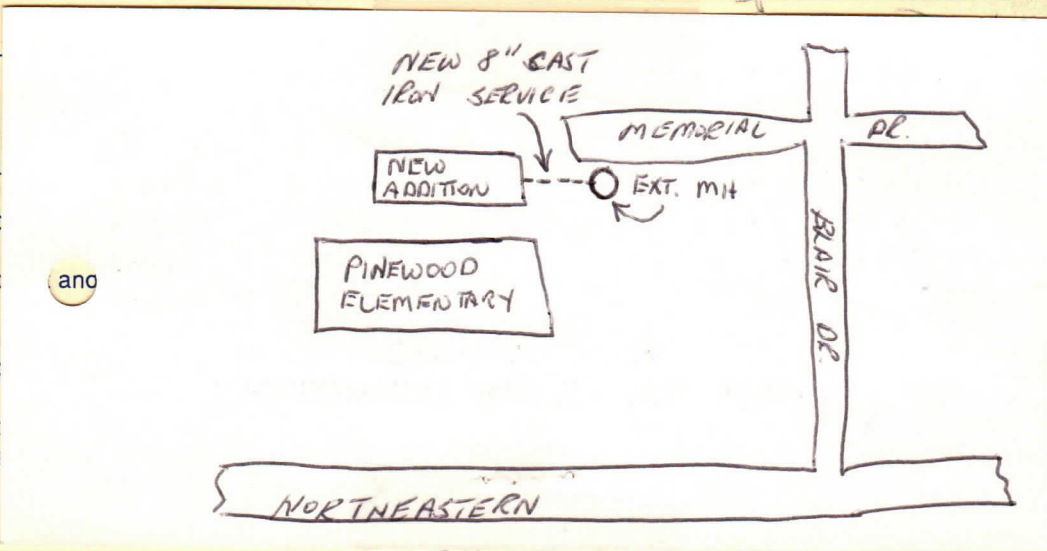 NEW 8" CAST
IRON SERVICE
MEMORIAL DR.
NEW
ADDITION
EXT. MH
BLAIR DR.
PINEWOOD
ELEMENTARY
and
NORTHEASTERN